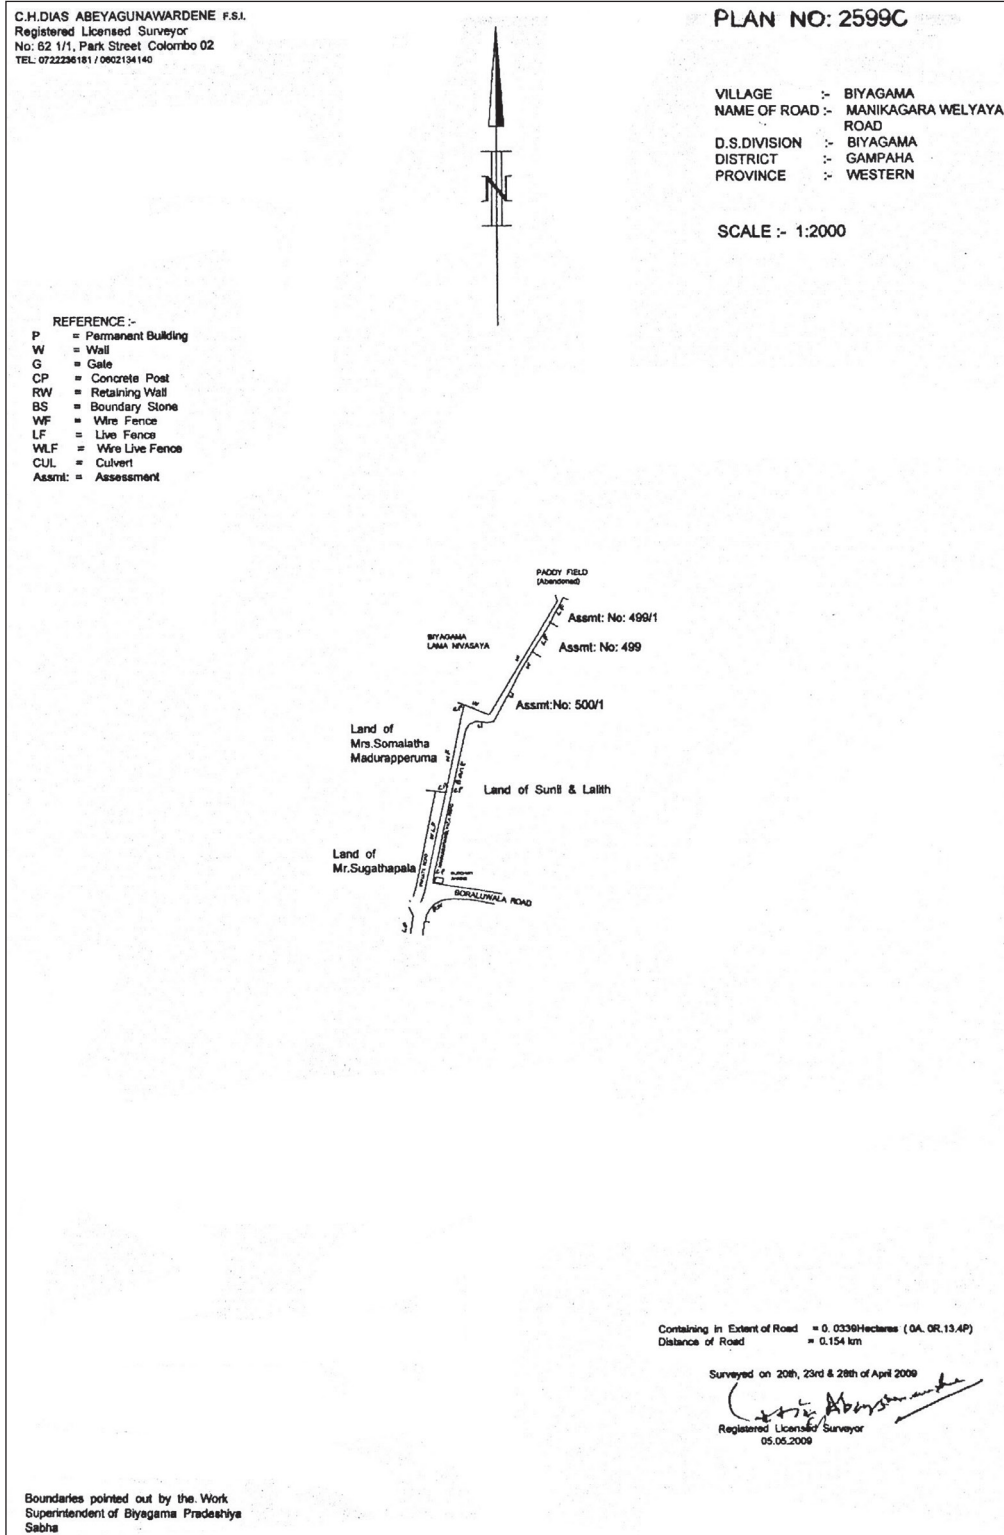 C.H.DIAS ABEYAGUNAWARDENE F.S.I.
Registered Licensed Surveyor
No: 62 1/1, Park Street Colombo 02
TEL: 0722236181 / 0602134140
PLAN NO: 2599C
VILLAGE :- BIYAGAMA
NAME OF ROAD :- MANIKAGARA WELYAYA
ROAD
D.S.DIVISION :- BIYAGAMA
DISTRICT :- GAMPAHA
PROVINCE :- WESTERN
SCALE :- 1:2000
N
REFERENCE :-
P = Permanent Building
W = Wall
G = Gate
CP = Concrete Post
RW = Retaining Wall
BS = Boundary Stone
WF = Wire Fence
LF = Live Fence
WLF = Wire Live Fence
CUL = Culvert
Assmt: = Assessment
PADDY FIELD
(Abandoned)
Assmt: No: 499/1
LF
BIYAGAMA
LAMA NIVASAYA
Assmt: No: 499
LF
W
W
G
Assmt:No: 500/1
W
Land of
Mrs.Somalatha
Madurapperuma
Land of Sunil & Lalith
WLF
Land of
Mr.Sugathapala
PRIVATE ROAD
BORALUWALA ROAD
RW
Containing in Extent of Road = 0. 0339Hectares ( 0A. 0R.13.4P)
Distance of Road = 0.154 km
Surveyed on 20th, 23rd & 28th of April 2009
Registered Licensed Surveyor
05.05.2009
Boundaries pointed out by the. Work
Superintendent of Biyagama Pradeshiya
Sabha